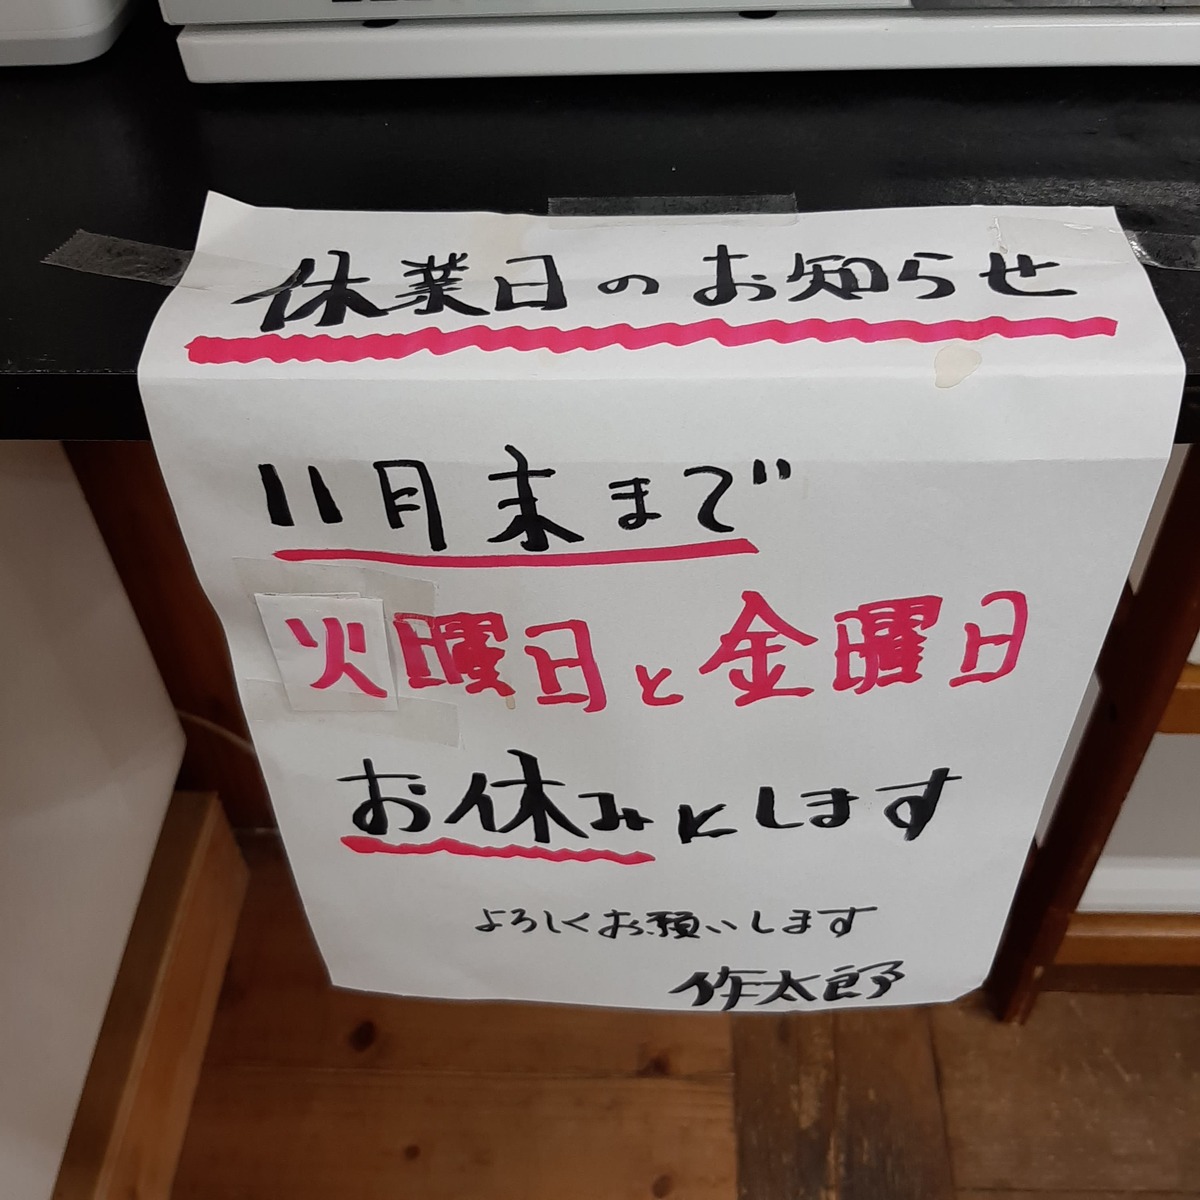 休業日のお知らせ
11月末まで
火曜日と金曜日
お休みにします
よろしくお願いします
作太郎